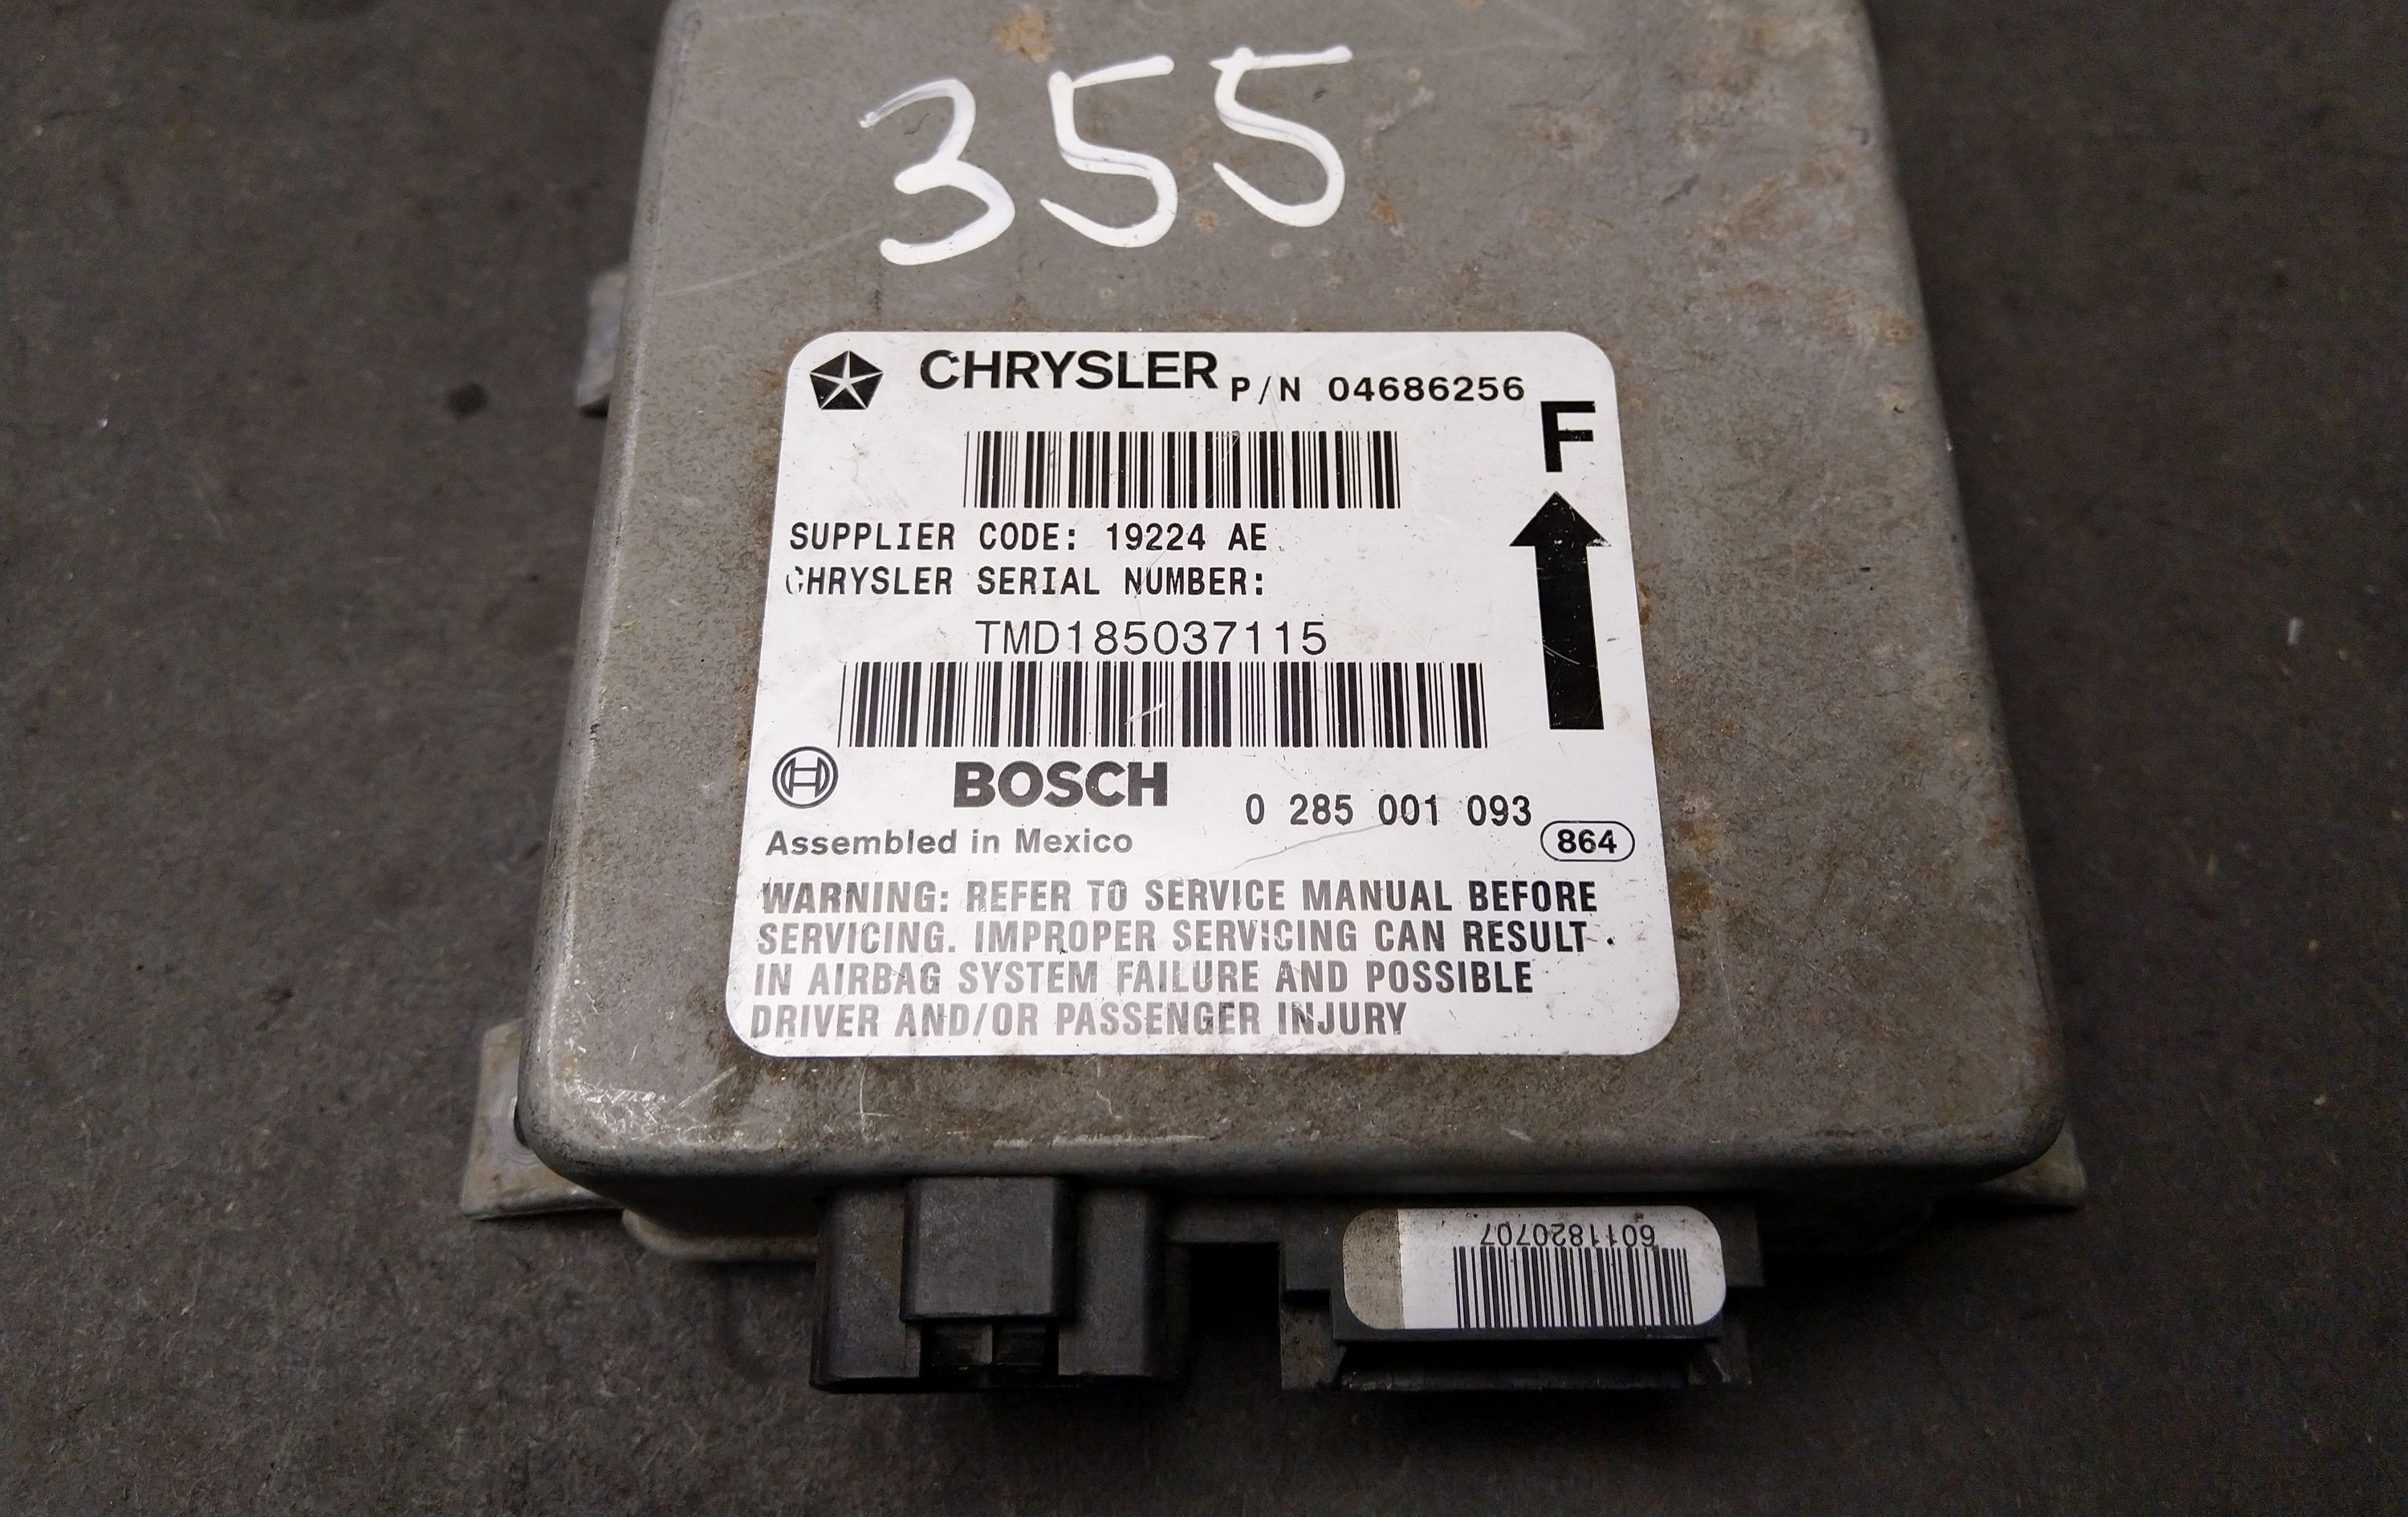 355
CHRYSLER P/N 04686256
F
SUPPLIER CODE: 19224 AE
CHRYSLER SERIAL NUMBER:
TMD185037115
BOSCH 0 285 001 093
Assembled in Mexico 864
WARNING: REFER TO SERVICE MANUAL BEFORE
SERVICING. IMPROPER SERVICING CAN RESULT
IN AIRBAG SYSTEM FAILURE AND POSSIBLE
DRIVER AND/OR PASSENGER INJURY
6011820707